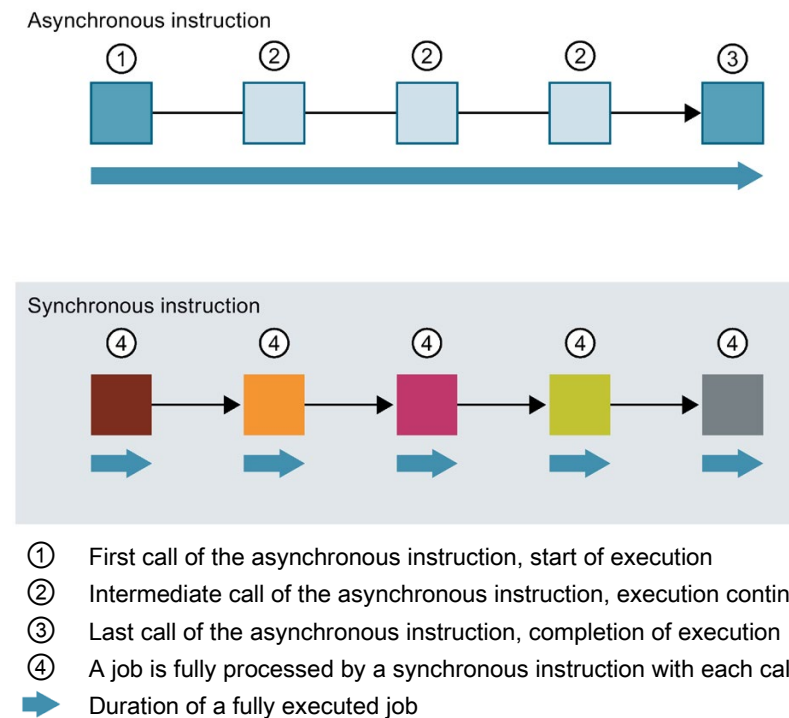 Asynchronous instruction
① ② ② ② ③
Synchronous instruction
④ ④ ④ ④ ④
① First call of the asynchronous instruction, start of execution
② Intermediate call of the asynchronous instruction, execution contin
③ Last call of the asynchronous instruction, completion of execution
④ A job is fully processed by a synchronous instruction with each cal
Duration of a fully executed job